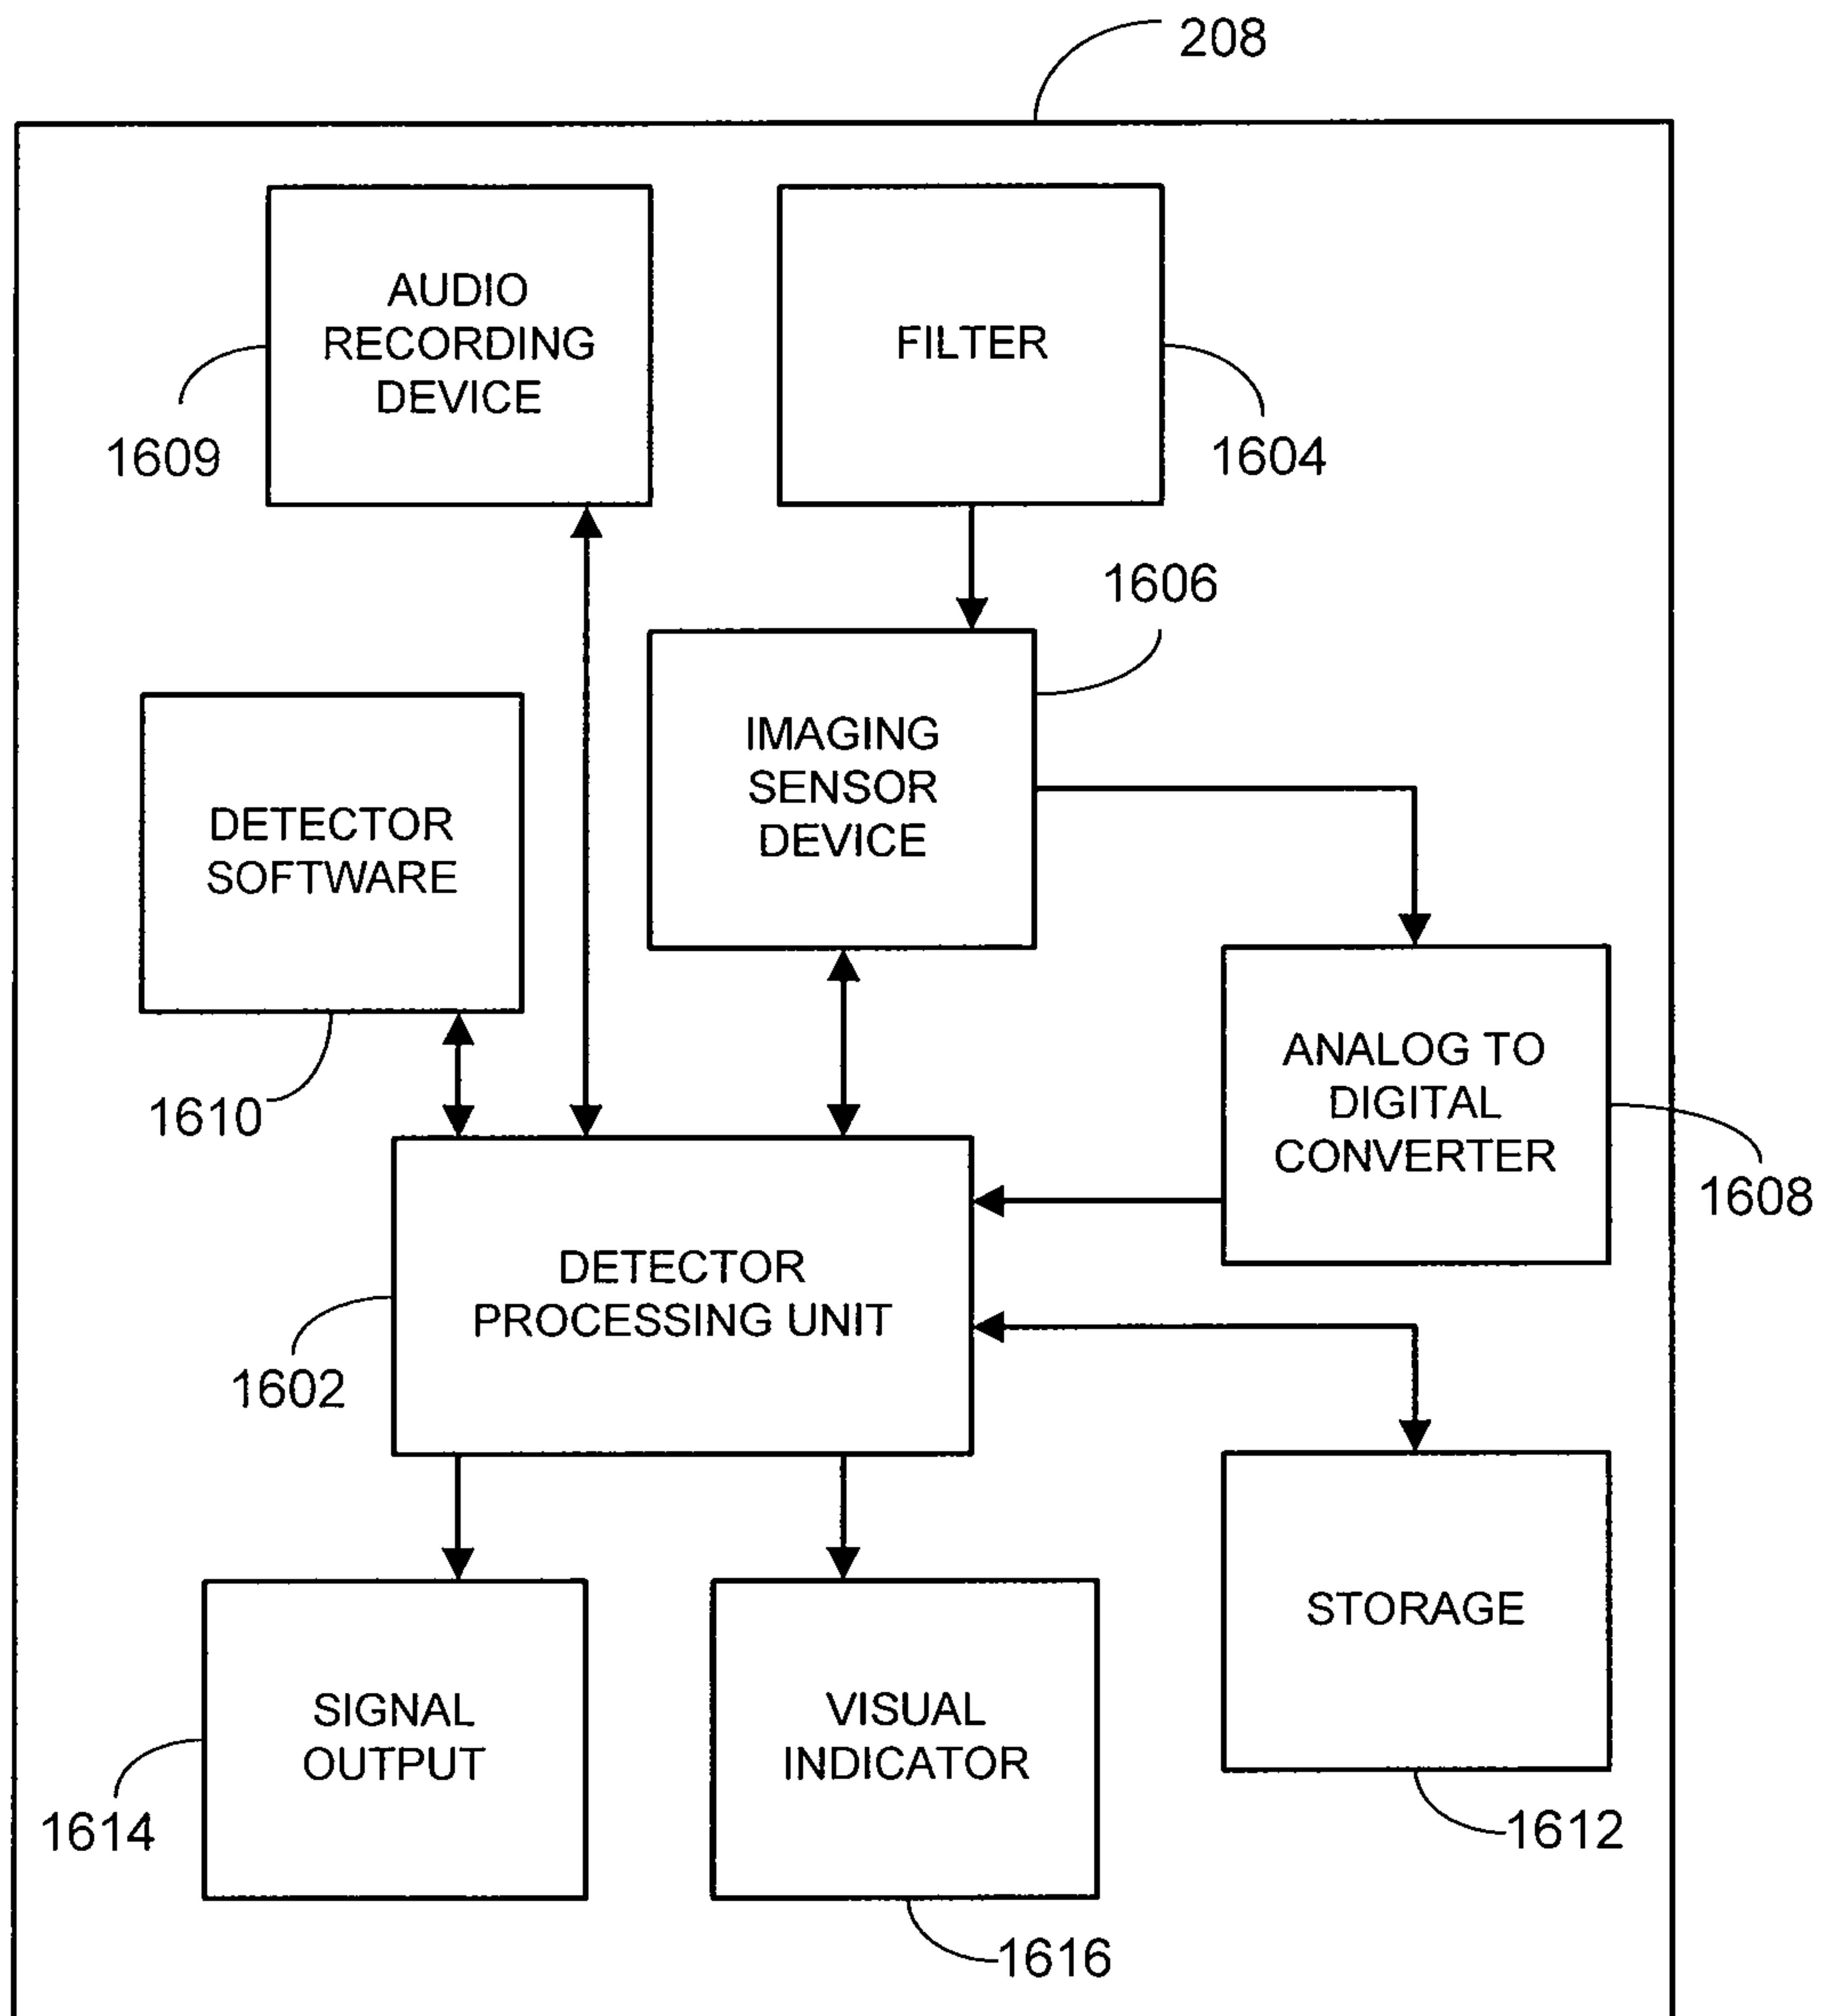 208
AUDIO
RECORDING
DEVICE
1609
FILTER
1604
1606
IMAGING
SENSOR
DEVICE
DETECTOR
SOFTWARE
1610
ANALOG TO
DIGITAL
CONVERTER
1608
DETECTOR
PROCESSING UNIT
1602
SIGNAL
OUTPUT
1614
VISUAL
INDICATOR
1616
STORAGE
1612